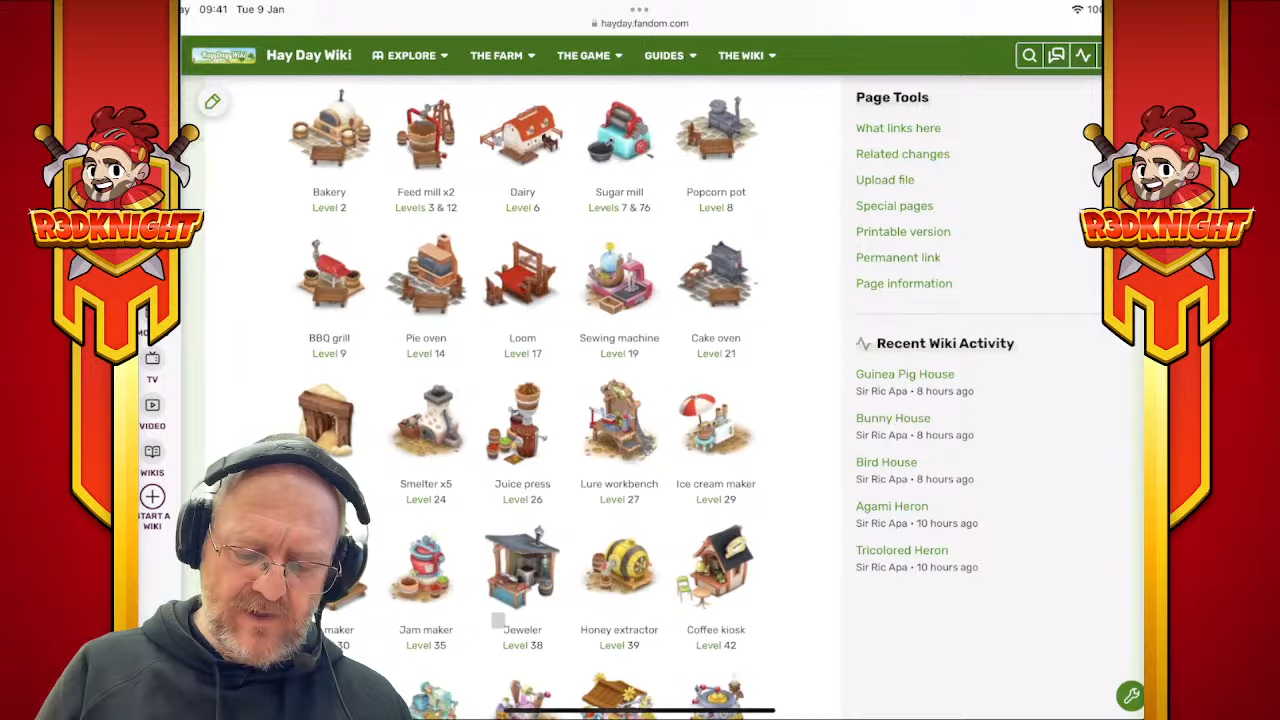 ay 09:41 Tue 9 Jan
hayday.fandom.com
Hay Day Wiki
Hay Day Wiki
EXPLORE
THE FARM
THE GAME
GUIDES
THE WIKI
Bakery
Level 2
Feed mill x2
Levels 3 & 12
Dairy
Level 6
Sugar mill
Levels 7 & 76
Popcorn pot
Level 8
BBQ grill
Level 9
Pie oven
Level 14
Loom
Level 17
Sewing machine
Level 19
Cake oven
Level 21
Smelter x5
Level 24
Juice press
Level 26
Lure workbench
Level 27
Ice cream maker
Level 29
maker
30
Jam maker
Level 35
Jeweler
Level 38
Honey extractor
Level 39
Coffee kiosk
Level 42
Page Tools
What links here
Related changes
Upload file
Special pages
Printable version
Permanent link
Page information
Recent Wiki Activity
Guinea Pig House
Sir Ric Apa • 8 hours ago
Bunny House
Sir Ric Apa • 8 hours ago
Bird House
Sir Ric Apa • 8 hours ago
Agami Heron
Sir Ric Apa • 10 hours ago
Tricolored Heron
Sir Ric Apa • 10 hours ago
TV
VIDEO
WIKIS
START A
WIKI
R3DKNIGHT
R3DKNIGHT